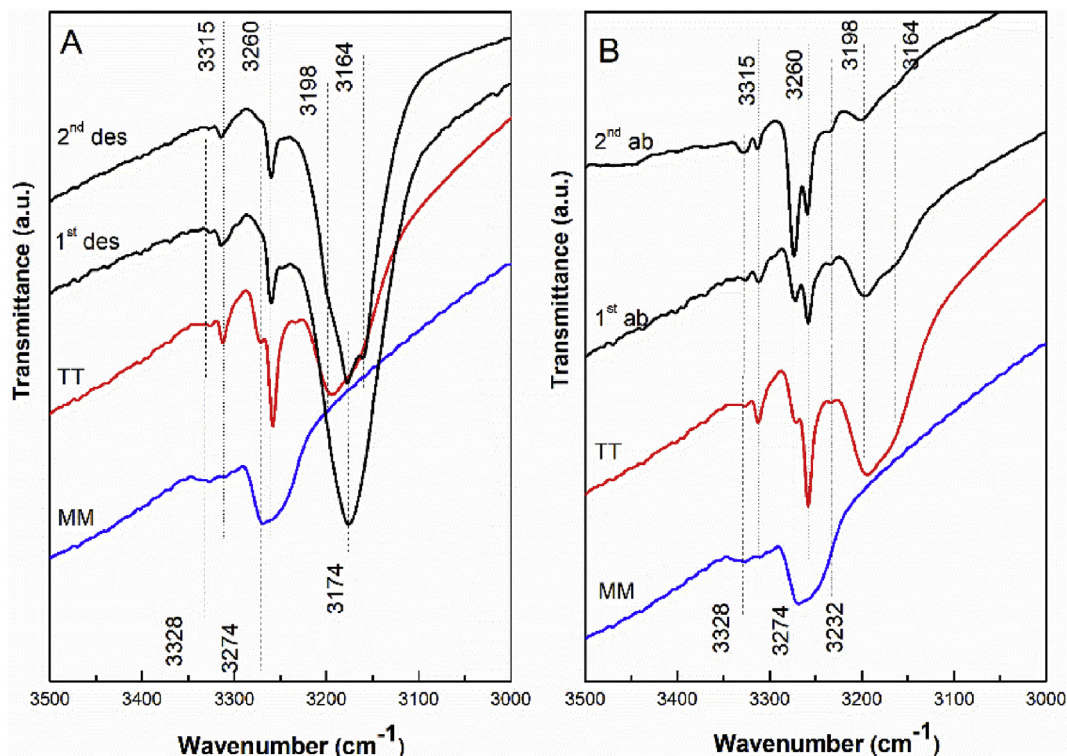 A
3315
3260
3198
3164
2nd des
1st des
TT
MM
3328
3274
3174
Transmittance (a.u.)
3500 3400 3300 3200 3100 3000
Wavenumber (cm-1)
B
3315
3260
3198
3164
2nd ab
1st ab
TT
MM
3328
3274
3232
Transmittance (a.u.)
3500 3400 3300 3200 3100 3000
Wavenumber (cm-1)